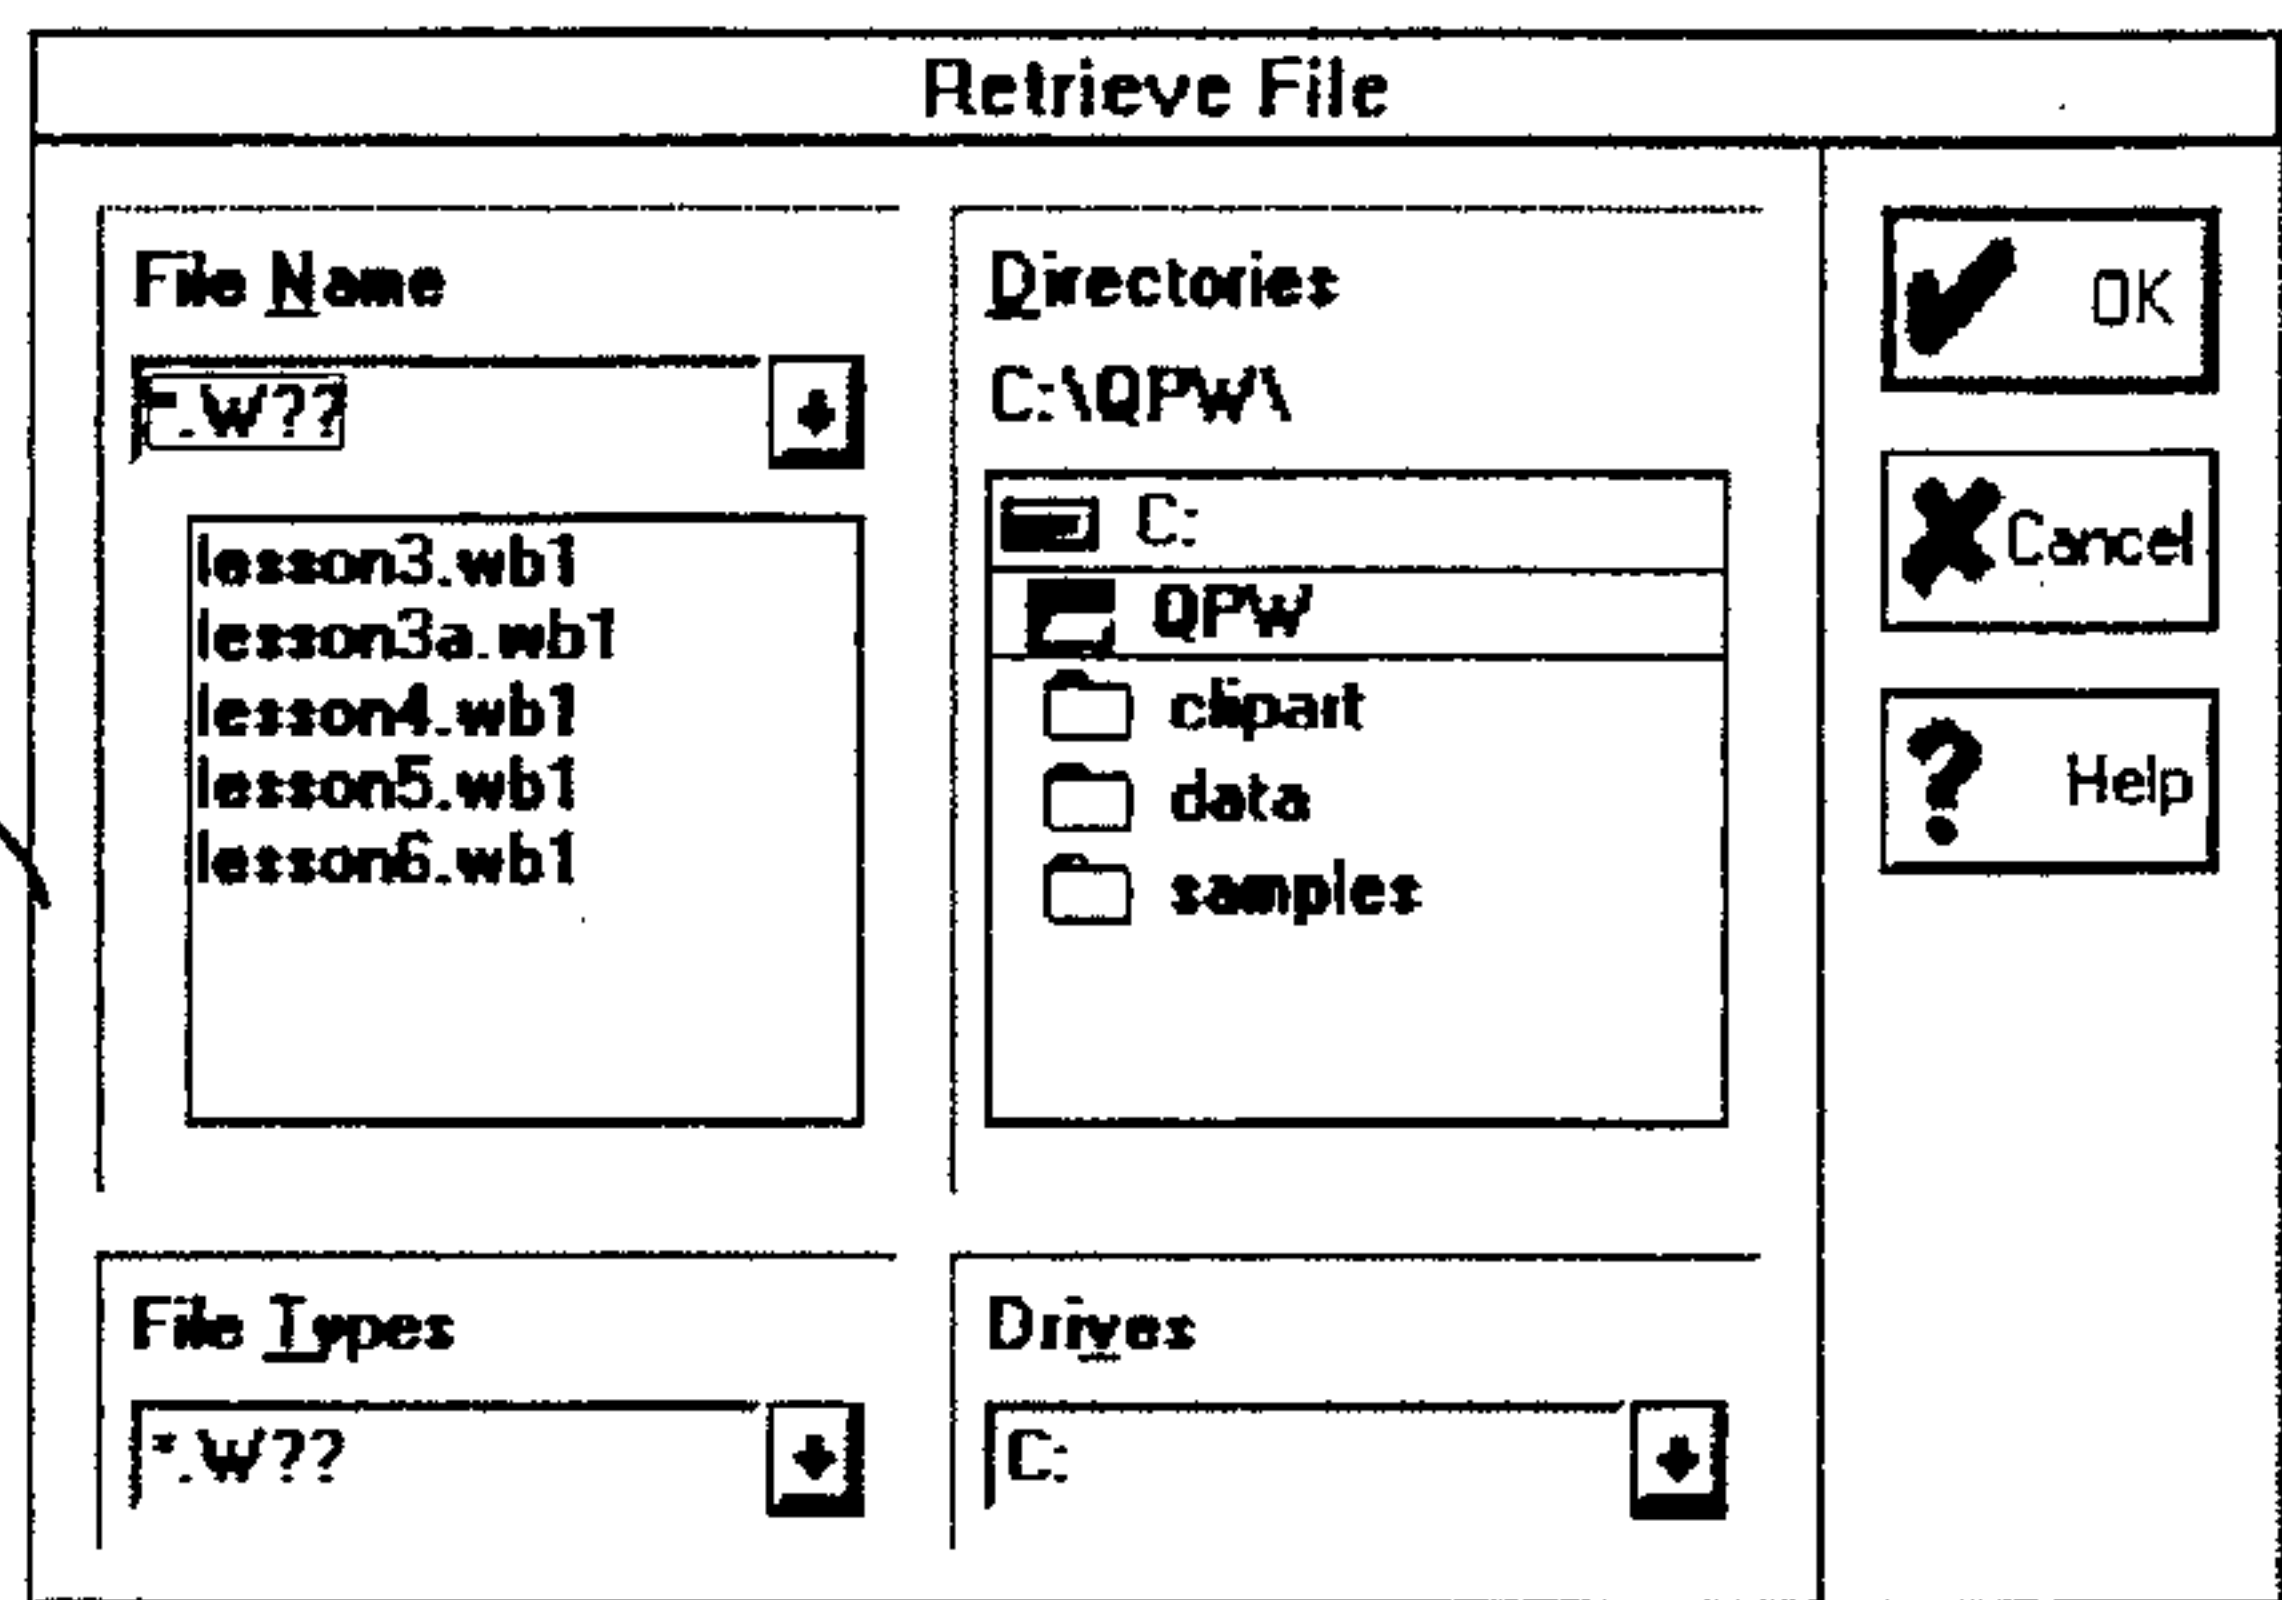 Retrieve File
File Name
*.W??
lesson3.wb1
lesson3a.wb1
lesson4.wb1
lesson5.wb1
lesson6.wb1
Directories
C:\QPW\
C:
QPW
clipart
data
samples
File Types
*.W??
Drives
C:
OK
Cancel
Help